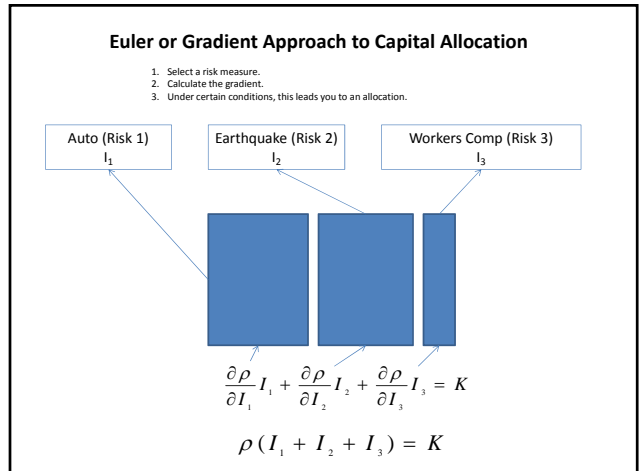 Euler or Gradient Approach to Capital Allocation
1. Select a risk measure.
2. Calculate the gradient.
3. Under certain conditions, this leads you to an allocation.
Auto (Risk 1)
I₁
Earthquake (Risk 2)
I₂
Workers Comp (Risk 3)
I₃
∂ρ/∂I₁ I₁ + ∂ρ/∂I₂ I₂ + ∂ρ/∂I₃ I₃ = K
ρ(I₁ + I₂ + I₃) = K